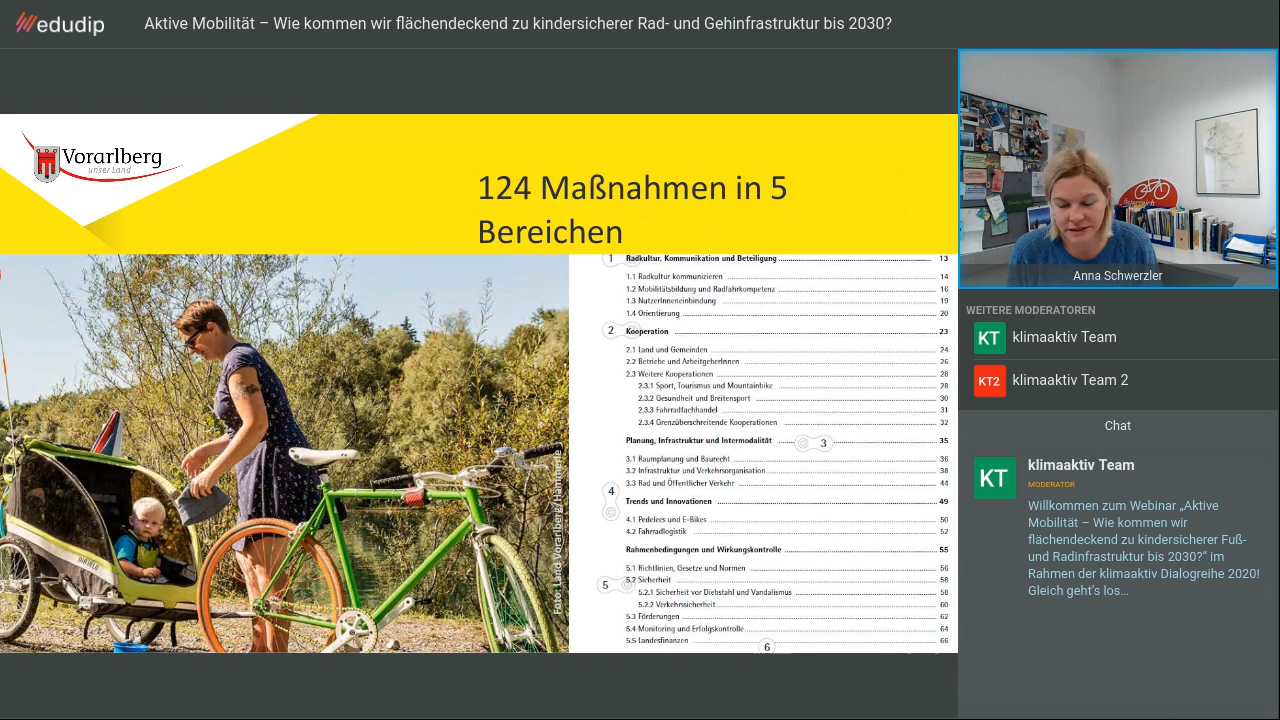 edudip
Aktive Mobilität – Wie kommen wir flächendeckend zu kindersicherer Rad- und Gehinfrastruktur bis 2030?
Vorarlberg
unser Land
124 Maßnahmen in 5
Bereichen
Foto: Land Vorarlberg/
1 Radkultur, Kommunikation und Beteiligung 13
1.1 Radkultur kommunizieren 14
1.2 Mobilitätsbildung und Radfahrkompetenz 16
1.3 NutzerInneneinbindung 19
1.4 Orientierung 20
2 Kooperation 23
2.1 Land und Gemeinden 24
2.2 Betriebe und ArbeitgeberInnen 26
2.3 Weitere Kooperationen 28
2.3.1 Sport, Tourismus und Mountainbike 28
2.3.2 Gesundheit und Breitensport 30
2.3.3 Fahrradfachhandel 31
2.3.4 Grenzüberschreitende Kooperationen 32
Planung, Infrastruktur und Intermodalität 3 35
3.1 Raumplanung und Baurecht 36
3.2 Infrastruktur und Verkehrsorganisation 38
3.3 Rad und Öffentlicher Verkehr 44
4
Trends und Innovationen 49
4.1 Pedelecs und E-Bikes 50
4.2 Fahrradlogistik 52
Rahmenbedingungen und Wirkungskontrolle 55
5.1 Richtlinien, Gesetze und Normen 56
5 5.2 Sicherheit 58
5.2.1 Sicherheit vor Diebstahl und Vandalismus 58
5.2.2 Verkehrssicherheit 60
5.3 Förderungen 62
5.4 Monitoring und Erfolgskontrolle 64
5.5 Landesfinanzen 66
6
Anna Schwerzler
WEITERE MODERATOREN
KT klimaaktiv Team
KT2 klimaaktiv Team 2
Chat
KT klimaaktiv Team
MODERATOR
Willkommen zum Webinar „Aktive
Mobilität – Wie kommen wir
flächendeckend zu kindersicherer Fuß-
und Radinfrastruktur bis 2030?“ im
Rahmen der klimaaktiv Dialogreihe 2020!
Gleich geht’s los…